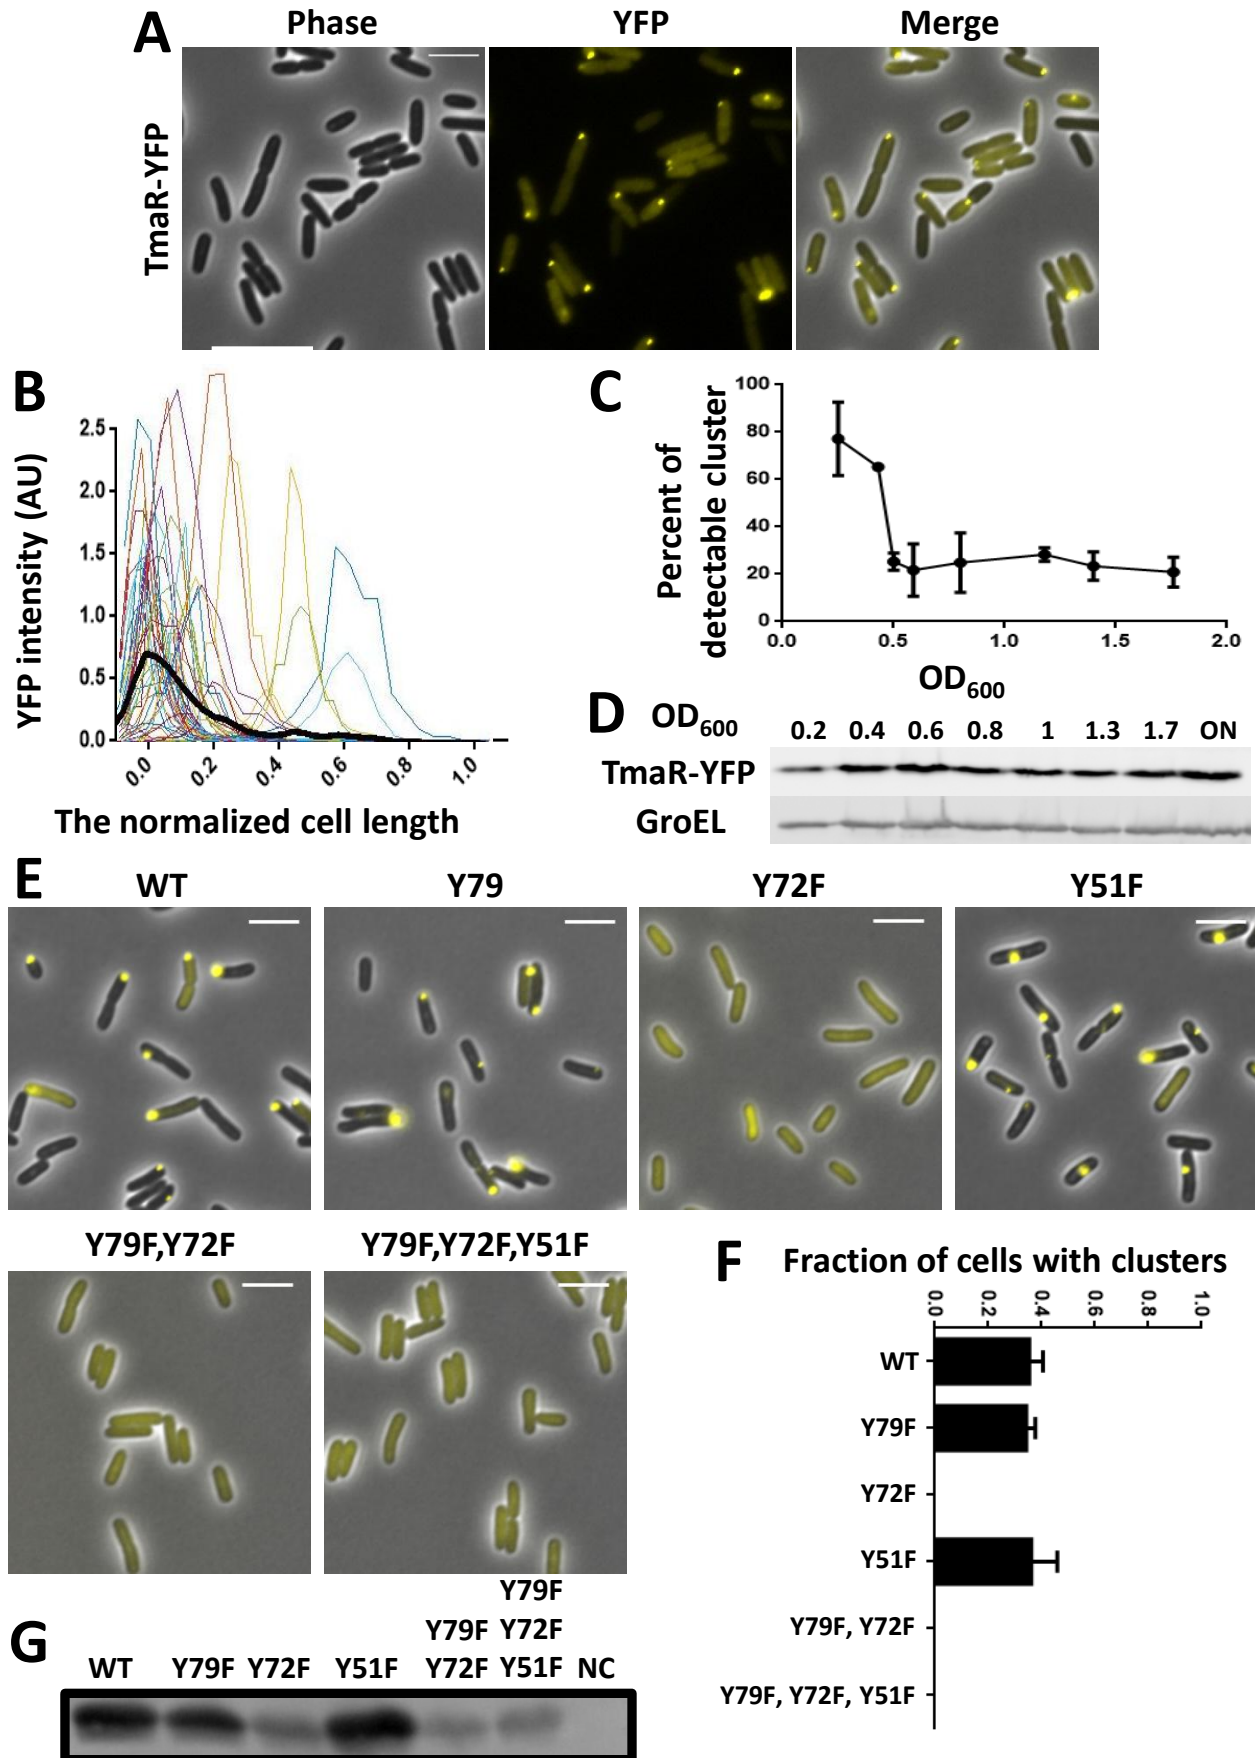 A
Phase
YFP
Merge
TmaR-YFP
B
YFP intensity (AU)
2.5
2.0
1.5
1.0
0.5
0.0
0.0
0.2
0.4
0.6
0.8
1.0
The normalized cell length
C
Percent of
detectable cluster
100
80
60
40
20
0
0.0
0.5
1.0
1.5
2.0
OD600
D
OD600
0.2
0.4
0.6
0.8
1
1.3
1.7
ON
TmaR-YFP
GroEL
E
WT
Y79
Y72F
Y51F
Y79F,Y72F
Y79F,Y72F,Y51F
F
Fraction of cells with clusters
0.0
0.2
0.4
0.6
0.8
1.0
WT
Y79F
Y72F
Y51F
Y79F, Y72F
Y79F, Y72F, Y51F
G
Y79F
Y79F Y72F
WT Y79F Y72F Y51F Y72F Y51F NC